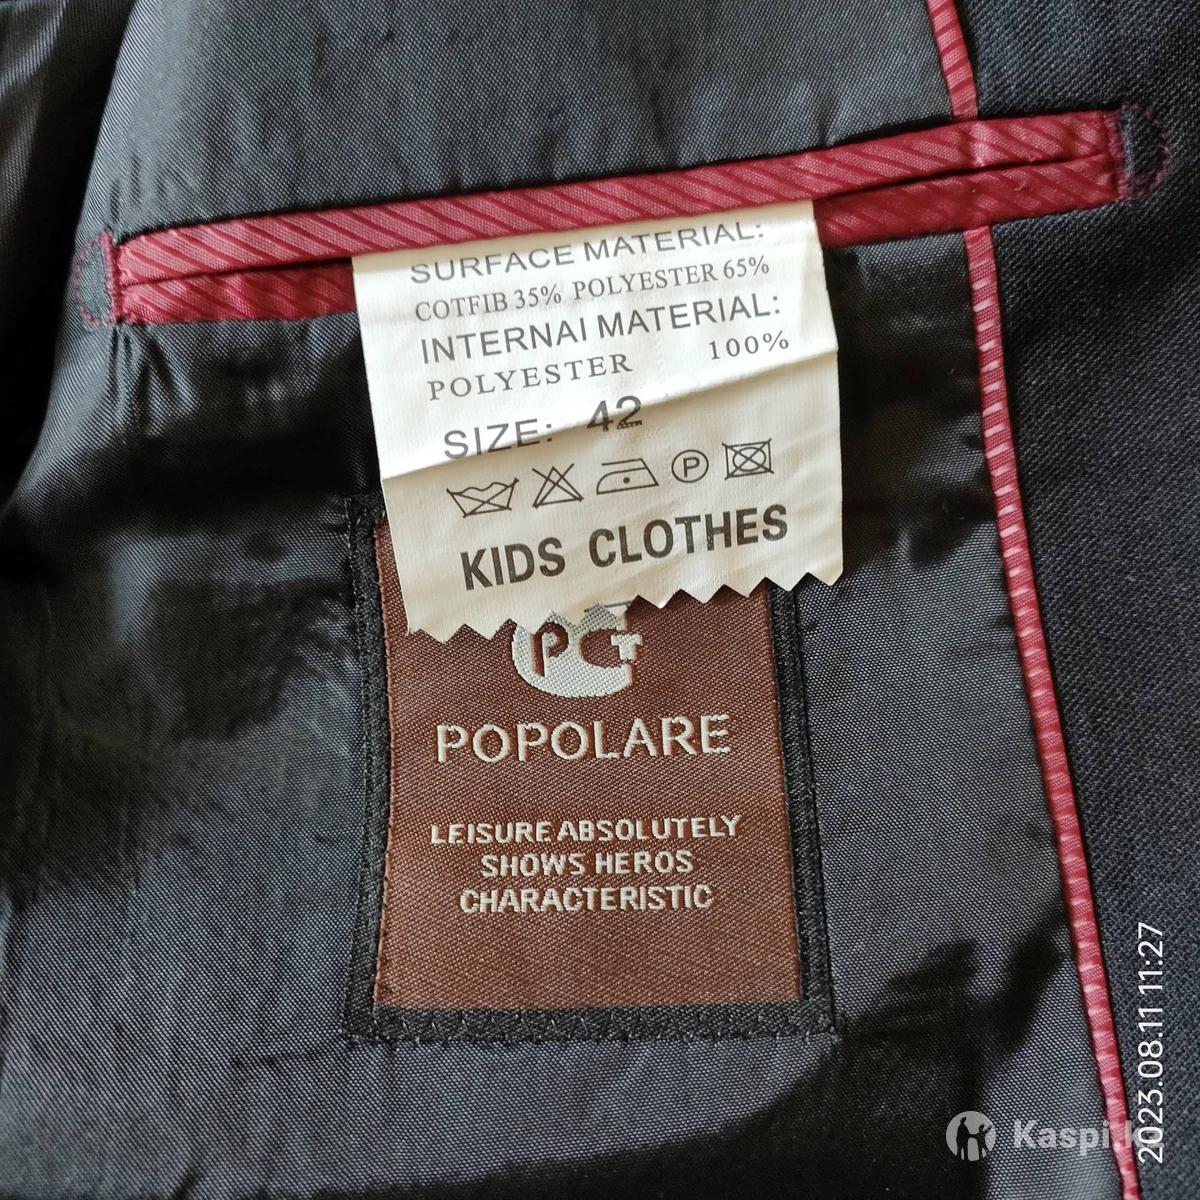 SURFACE MATERIAL:
COTFIB 35% POLYESTER 65%
INTERNAI MATERIAL:
POLYESTER 100%
SIZE: 42
P
KIDS CLOTHES
PG
POPOLARE
LEISURE ABSOLUTELY
SHOWS HEROS
CHARACTERISTIC
2023.08.11 11:27
Kaspi.k